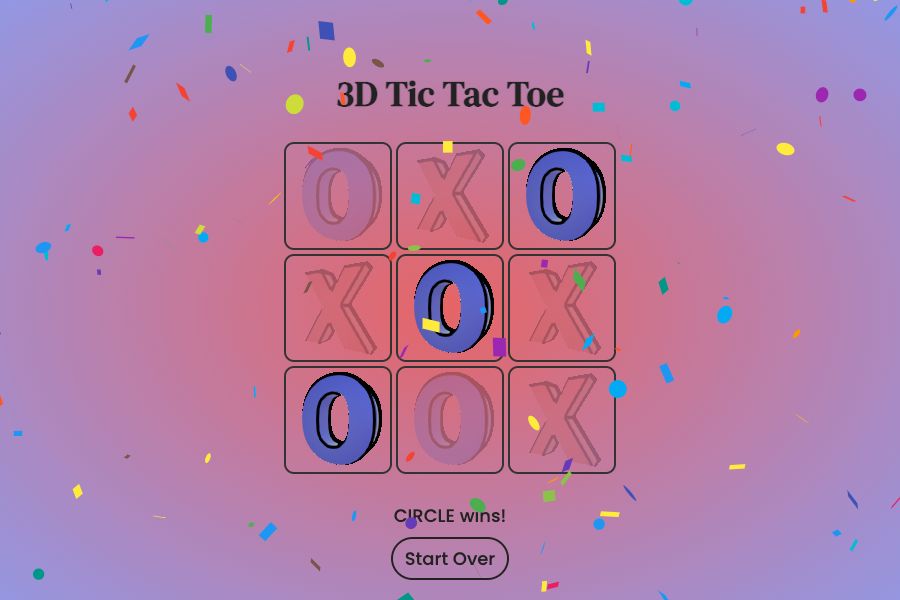 3D Tic Tac Toe
O X O
X O X
O O X
CIRCLE wins!
Start Over